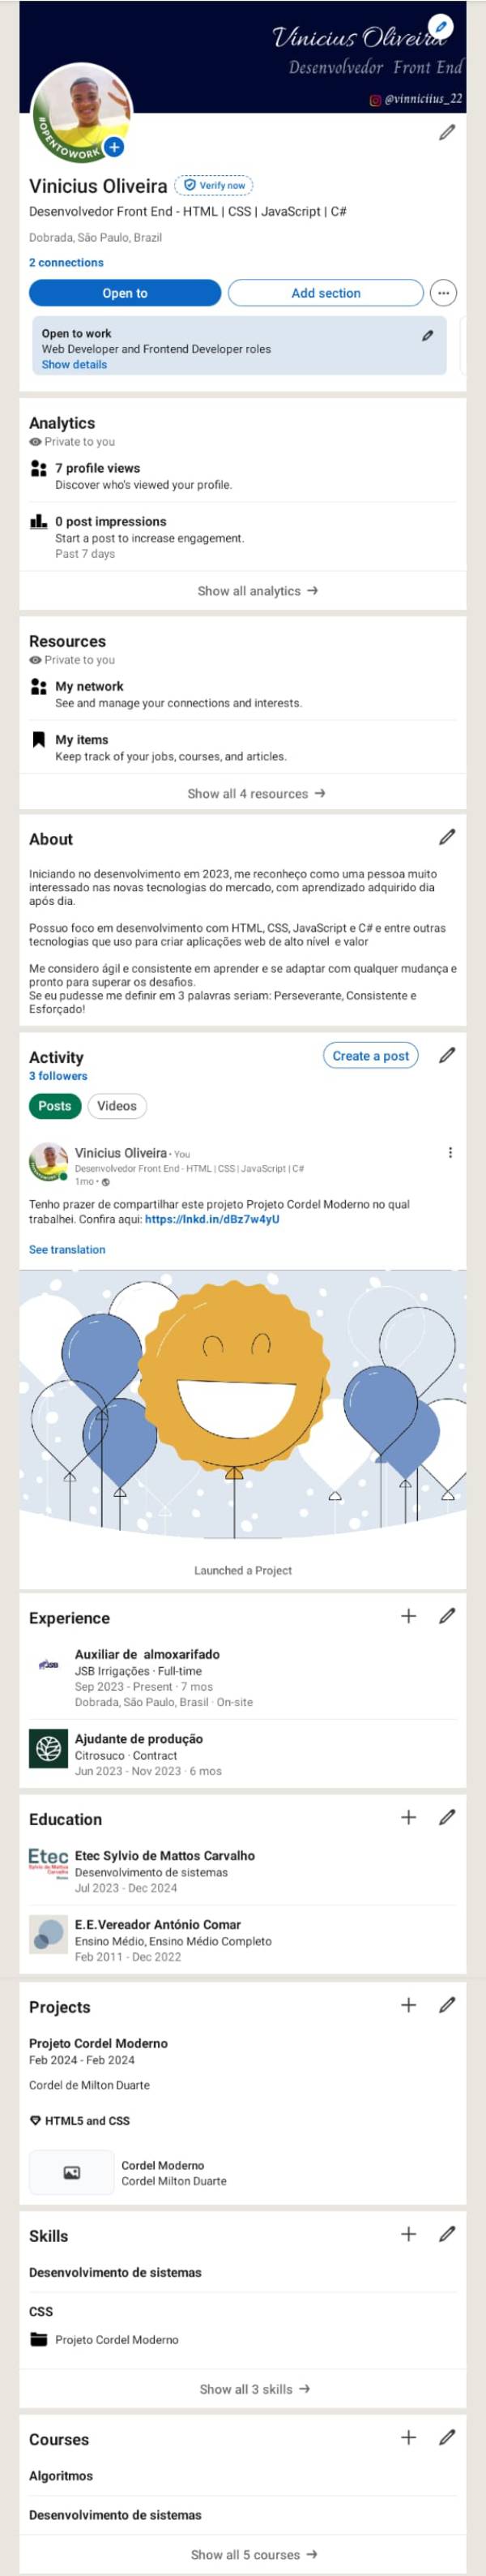 Vinicius Oliveira
Desenvolvedor Front End
@vinniciius_22
#OPENTOWORK
Vinicius Oliveira
Verify now
Desenvolvedor Front End - HTML | CSS | JavaScript | C#
Dobrada, São Paulo, Brazil
2 connections
Open to
Add section
Open to work
Web Developer and Frontend Developer roles
Show details
Analytics
Private to you
7 profile views
Discover who's viewed your profile.
0 post impressions
Start a post to increase engagement.
Past 7 days
Show all analytics →
Resources
Private to you
My network
See and manage your connections and interests.
My items
Keep track of your jobs, courses, and articles.
Show all 4 resources →
About
Iniciando no desenvolvimento em 2023, me reconheço como uma pessoa muito
interessado nas novas tecnologias do mercado, com aprendizado adquirido dia
após dia.
Possuo foco em desenvolvimento com HTML, CSS, JavaScript e C# e entre outras
tecnologias que uso para criar aplicações web de alto nível e valor
Me considero ágil e consistente em aprender e se adaptar com qualquer mudança e
pronto para superar os desafios.
Se eu pudesse me definir em 3 palavras seriam: Perseverante, Consistente e
Esforçado!
Activity
Create a post
3 followers
Posts
Videos
Vinicius Oliveira • You
Desenvolvedor Front End - HTML | CSS | JavaScript | C#
1mo •
Tenho prazer de compartilhar este projeto Projeto Cordel Moderno no qual
trabalhei. Confira aqui: https://lnkd.in/dBz7w4yU
See translation
Launched a Project
Experience
JSB
Auxiliar de almoxarifado
JSB Irrigações · Full-time
Sep 2023 - Present · 7 mos
Dobrada, São Paulo, Brasil · On-site
Ajudante de produção
Citrosuco · Contract
Jun 2023 - Nov 2023 · 6 mos
Education
Etec
Etec Sylvio de Mattos Carvalho
Desenvolvimento de sistemas
Jul 2023 - Dec 2024
E.E.Vereador António Comar
Ensino Médio, Ensino Médio Completo
Feb 2011 - Dec 2022
Projects
Projeto Cordel Moderno
Feb 2024 - Feb 2024
Cordel de Milton Duarte
HTML5 and CSS
Cordel Moderno
Cordel Milton Duarte
Skills
Desenvolvimento de sistemas
CSS
Projeto Cordel Moderno
Show all 3 skills →
Courses
Algoritmos
Desenvolvimento de sistemas
Show all 5 courses →